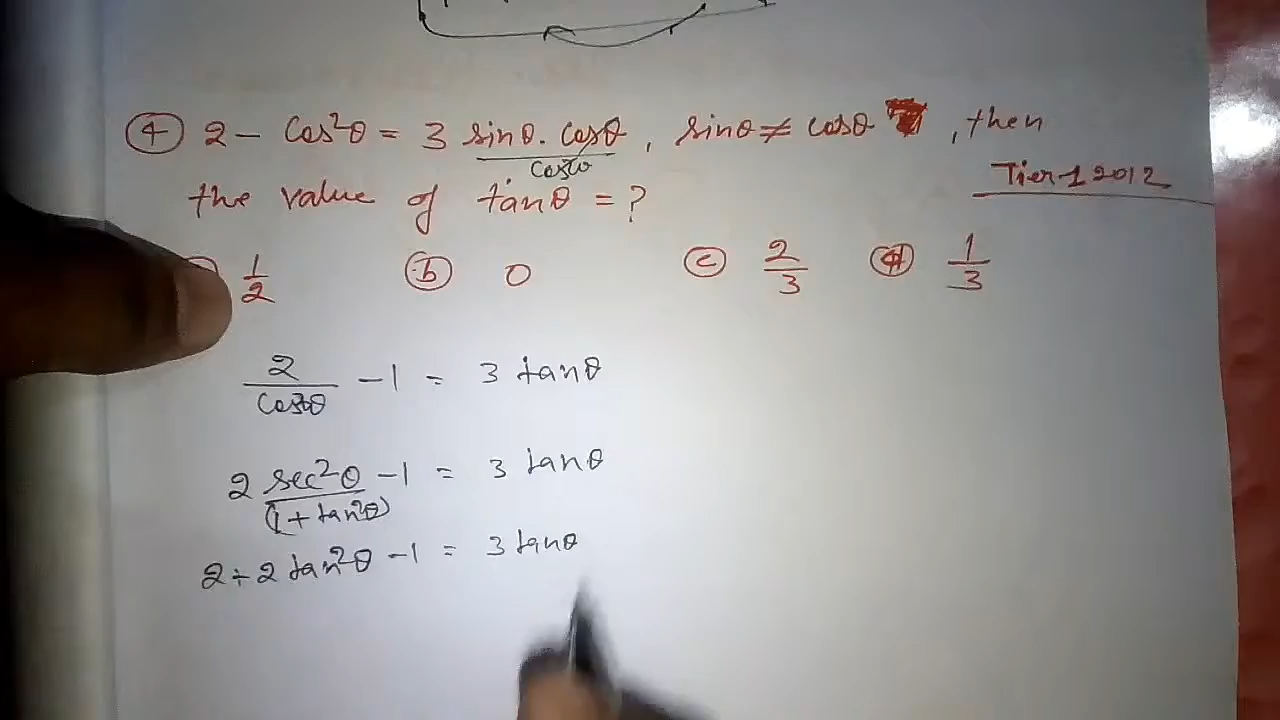 ④ 2 - cos²θ = 3 sinθ. cosθ, sinθ ≠ cosθ, then
cos²θ
Tier-1 2012
the value of tanθ = ?
1/2 ⓑ 0 ⓒ 2/3 ⓓ 1/3
2/cos²θ - 1 = 3 tanθ
2 sec²θ - 1 = 3 tanθ
(1 + tan²θ)
2 + 2 tan²θ - 1 = 3 tanθ